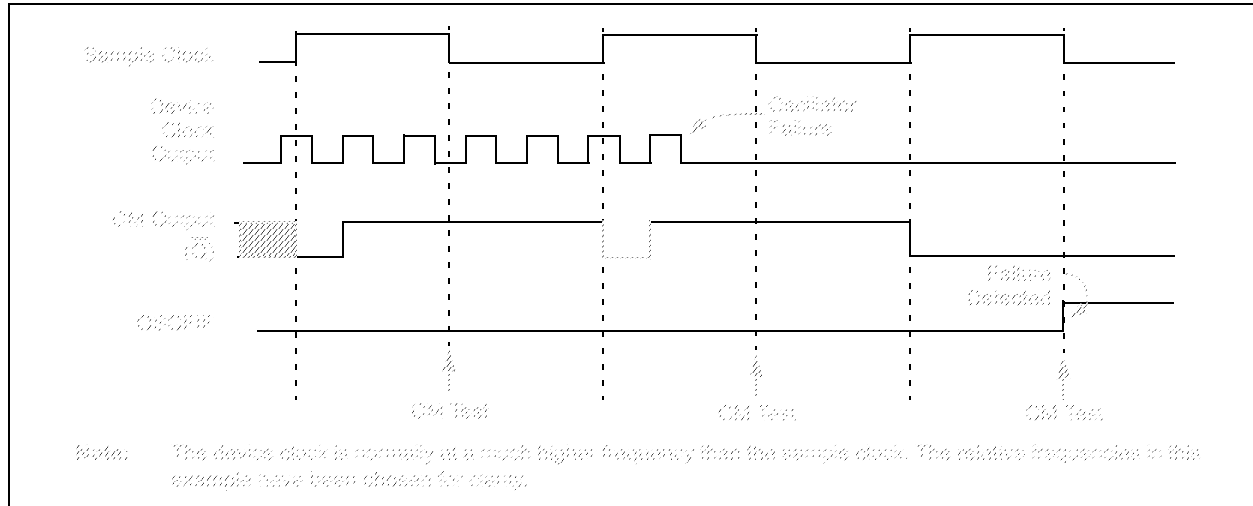 Sample Clock
Device
Clock
Output
Oscillator
Failure
CM Output
(Q)
Failure
Detected
OSCFIF
CM Test
CM Test
CM Test
Note: The device clock is normally at a much higher frequency than the sample clock. The relative frequencies in this
example have been chosen for clarity.